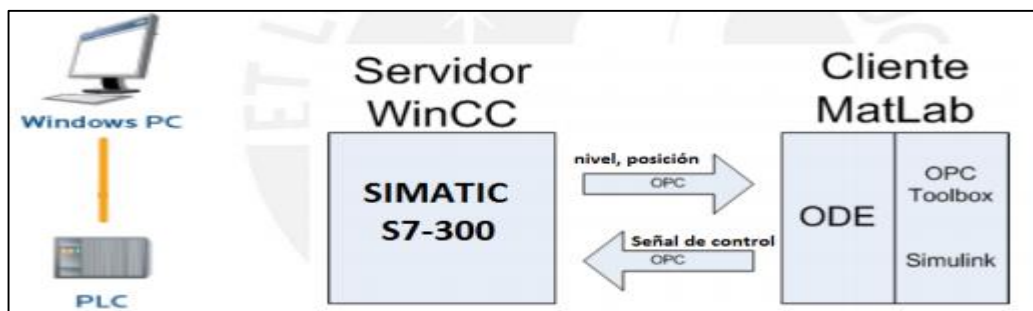 Windows PC
PLC
Servidor
WinCC
SIMATIC
S7-300
nivel, posición
OPC
Señal de control
OPC
Cliente
MatLab
ODE
OPC
Toolbox
Simulink
ET L